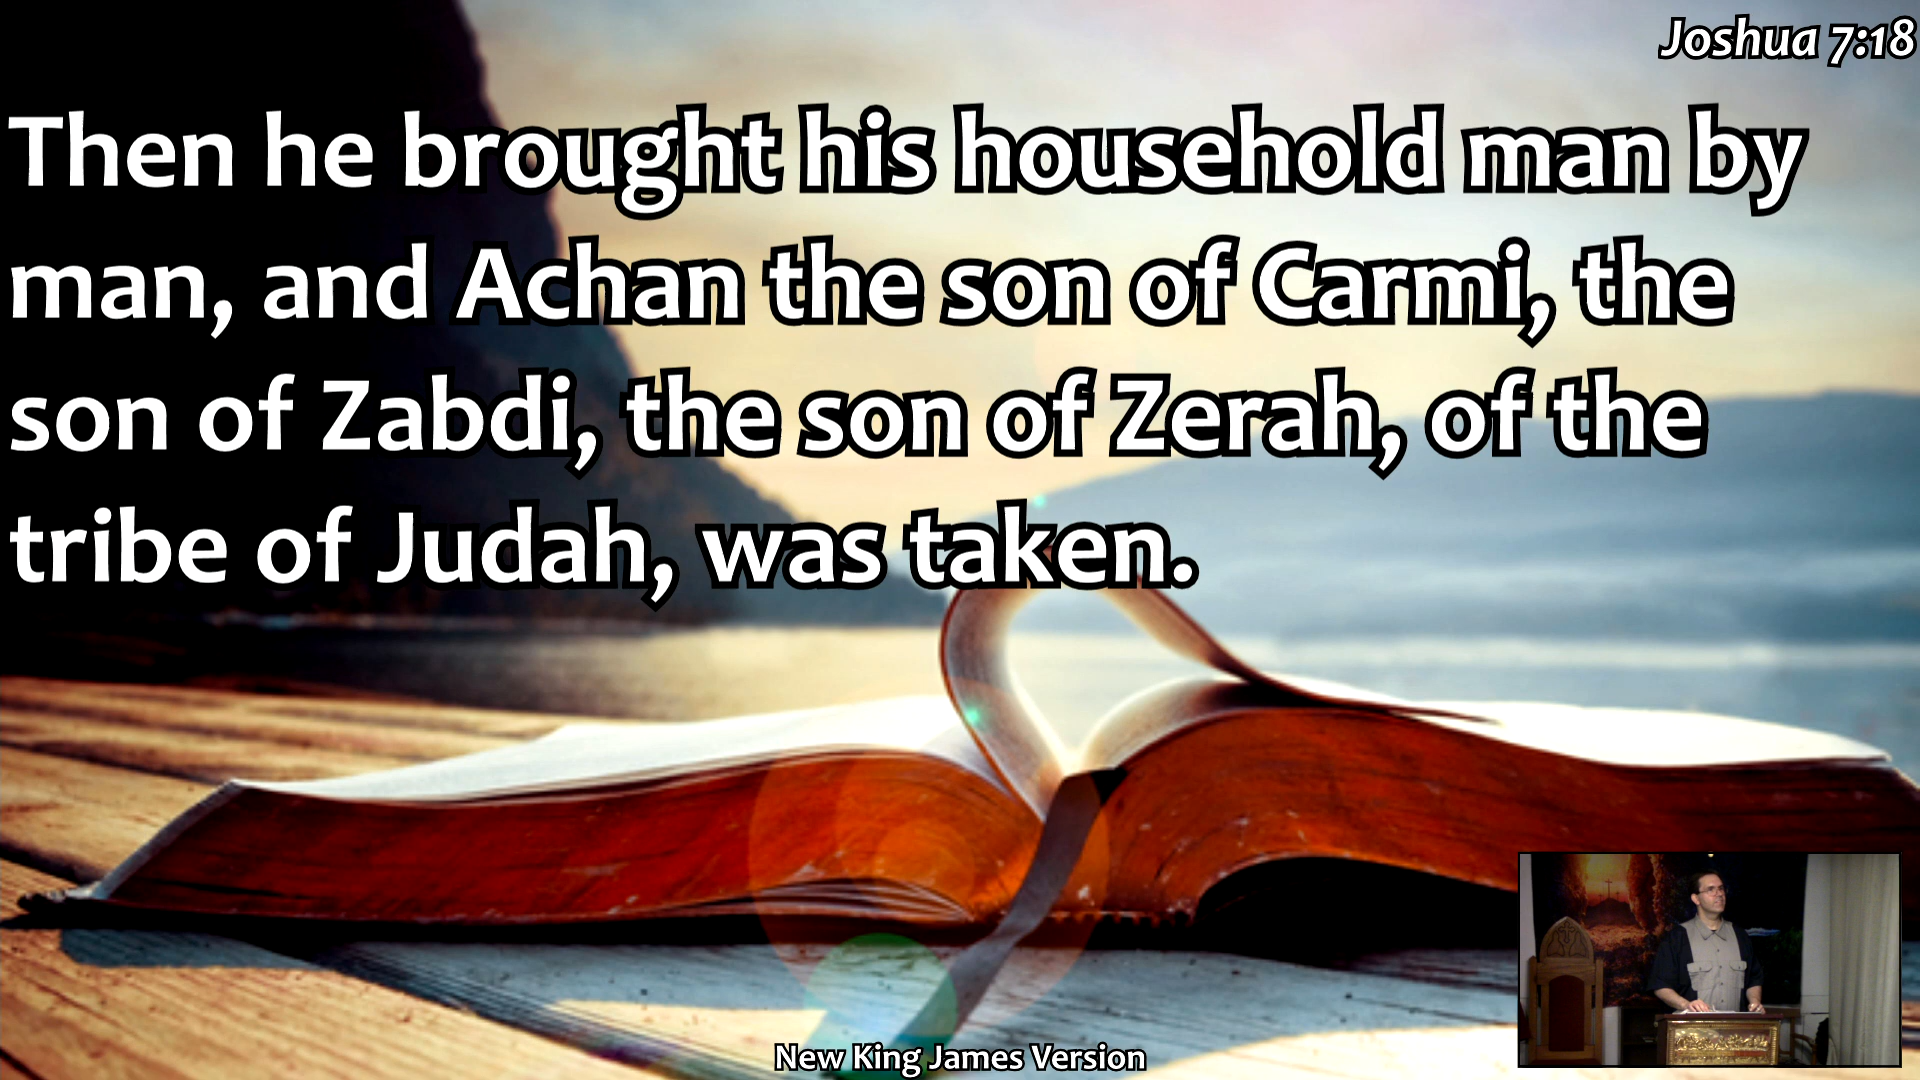 Joshua 7:18
Then he brought his household man by
man, and Achan the son of Carmi, the
son of Zabdi, the son of Zerah, of the
tribe of Judah, was taken.
New King James Version